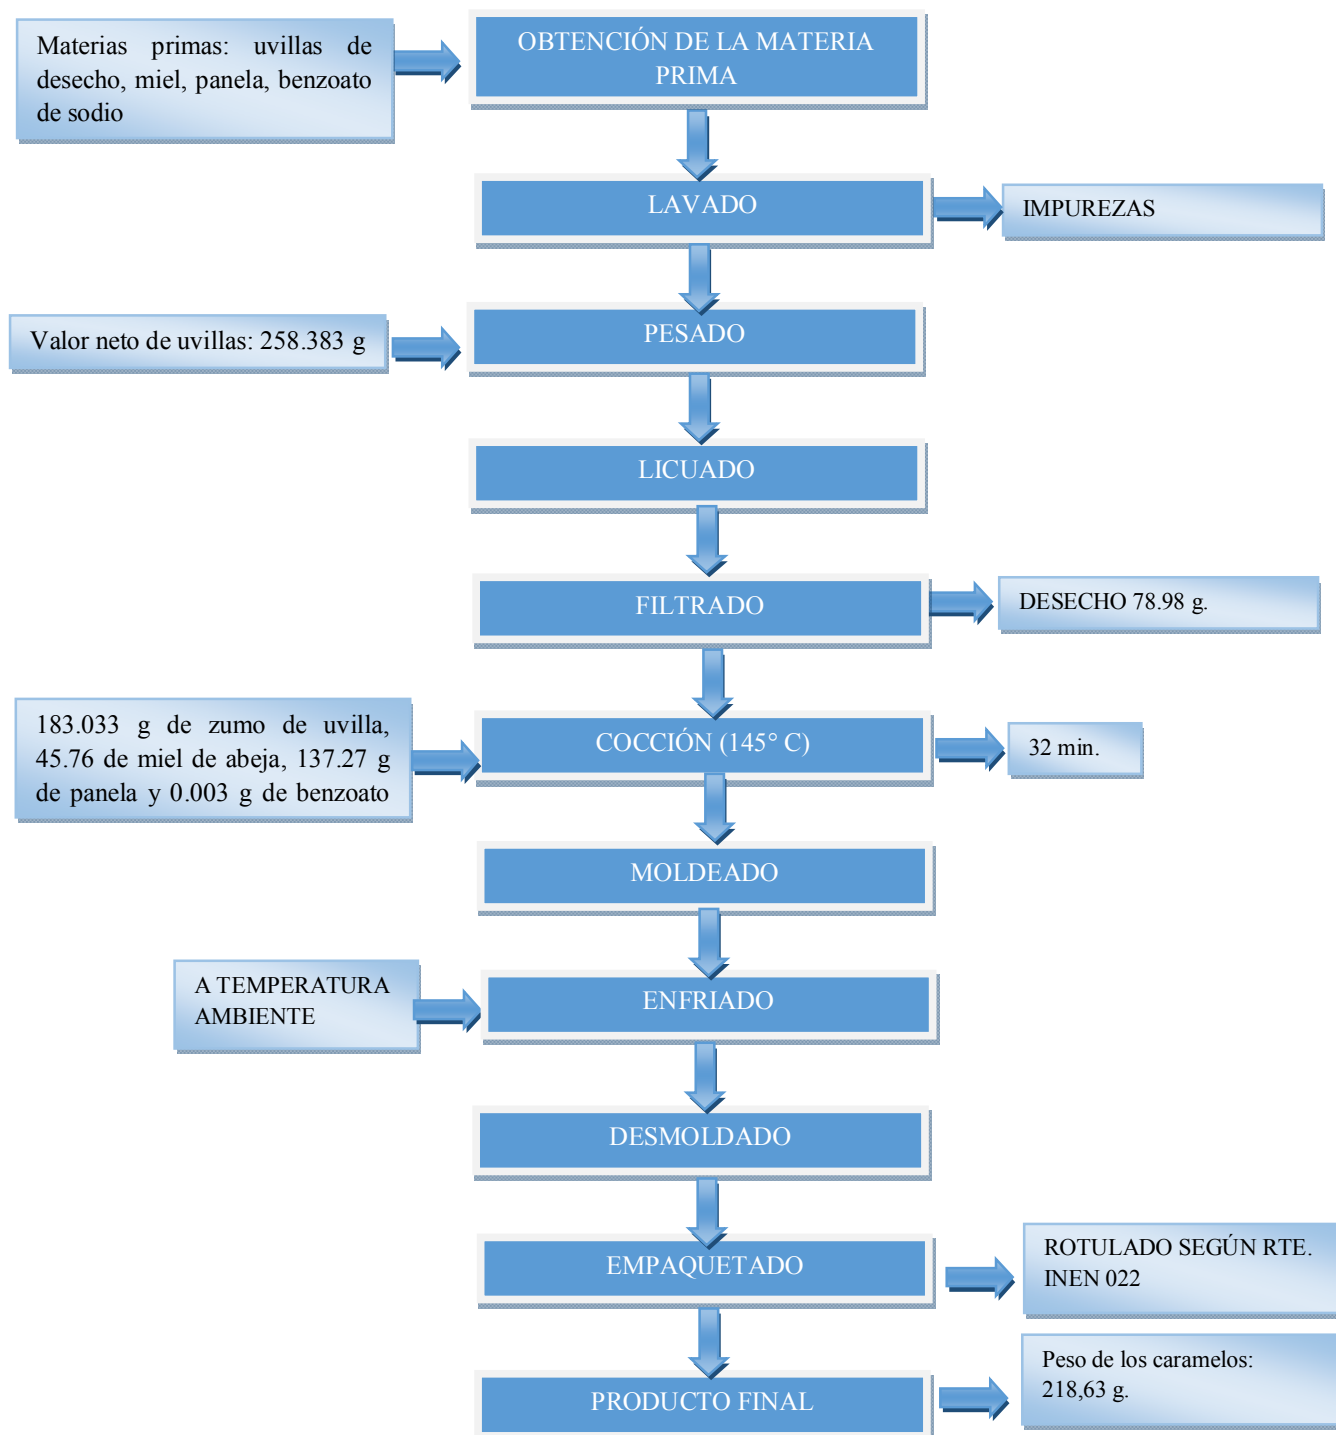 Materias primas: uvillas de
desecho, miel, panela, benzoato
de sodio
OBTENCIÓN DE LA MATERIA
PRIMA
LAVADO
IMPUREZAS
Valor neto de uvillas: 258.383 g
PESADO
LICUADO
FILTRADO
DESECHO 78.98 g.
183.033 g de zumo de uvilla,
45.76 de miel de abeja, 137.27 g
de panela y 0.003 g de benzoato
COCCIÓN (145° C)
32 min.
MOLDEADO
A TEMPERATURA
AMBIENTE
ENFRIADO
DESMOLDADO
EMPAQUETADO
ROTULADO SEGÚN RTE.
INEN 022
PRODUCTO FINAL
Peso de los caramelos:
218,63 g.